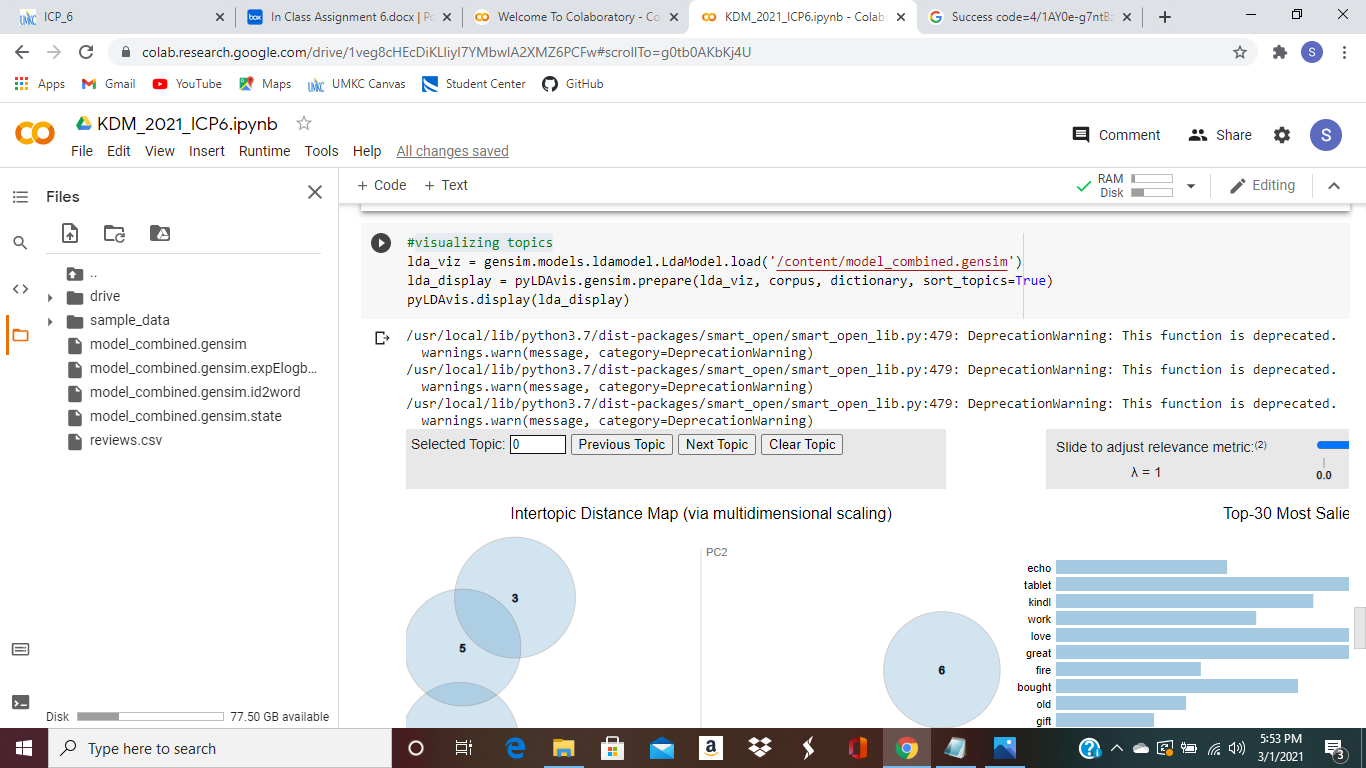 ICP_6
In Class Assignment 6.docx | Po
Welcome To Colaboratory - Co
KDM_2021_ICP6.ipynb - Colab
Success code=4/1AY0e-g7ntB
colab.research.google.com/drive/1veg8cHEcDiKLIiyI7YMbwlA2XMZ6PCFw#scrollTo=g0tb0AKbKj4U
S
Apps
Gmail
YouTube
Maps
UMKC Canvas
Student Center
GitHub
KDM_2021_ICP6.ipynb
File Edit View Insert Runtime Tools Help All changes saved
Comment
Share
S
Files
+ Code + Text
RAM
Disk
Editing
..
drive
sample_data
model_combined.gensim
model_combined.gensim.expElogb...
model_combined.gensim.id2word
model_combined.gensim.state
reviews.csv
Disk
77.50 GB available
#visualizing topics
lda_viz = gensim.models.ldamodel.LdaModel.load('/content/model_combined.gensim')
lda_display = pyLDAvis.gensim.prepare(lda_viz, corpus, dictionary, sort_topics=True)
pyLDAvis.display(lda_display)
/usr/local/lib/python3.7/dist-packages/smart_open/smart_open_lib.py:479: DeprecationWarning: This function is deprecated.
warnings.warn(message, category=DeprecationWarning)
/usr/local/lib/python3.7/dist-packages/smart_open/smart_open_lib.py:479: DeprecationWarning: This function is deprecated.
warnings.warn(message, category=DeprecationWarning)
/usr/local/lib/python3.7/dist-packages/smart_open/smart_open_lib.py:479: DeprecationWarning: This function is deprecated.
warnings.warn(message, category=DeprecationWarning)
Selected Topic: 0 Previous Topic Next Topic Clear Topic
Slide to adjust relevance metric:(2)
λ = 1
0.0
Intertopic Distance Map (via multidimensional scaling)
Top-30 Most Salie
PC2
3
5
6
echo
tablet
kindl
work
love
great
fire
bought
old
gift
Type here to search
5:53 PM
3/1/2021
3